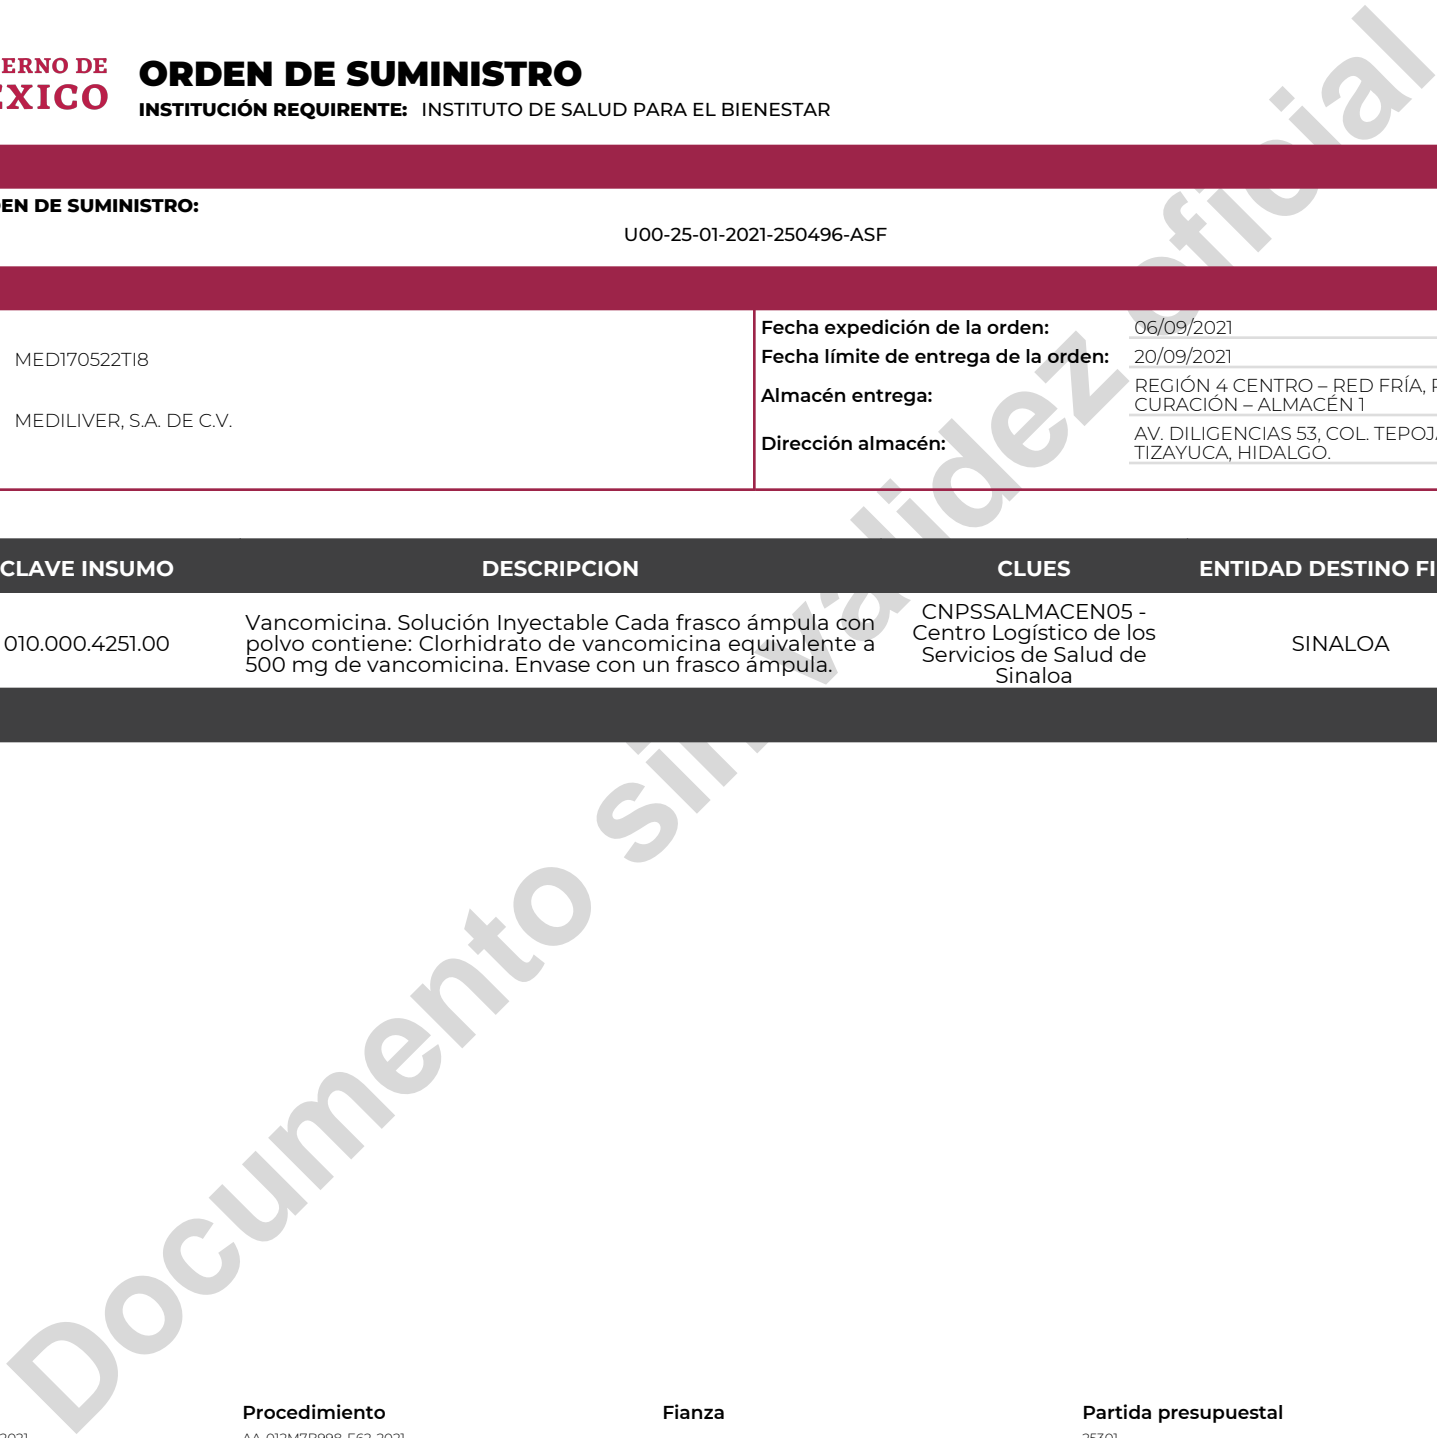 ERNO DE
ORDEN DE SUMINISTRO
EXICO
INSTITUCIÓN REQUIRENTE: INSTITUTO DE SALUD PARA EL BIENESTAR
EN DE SUMINISTRO:
U00-25-01-2021-250496-ASF
MED170522TI8
MEDILIVER, S.A. DE C.V.
Fecha expedición de la orden: 06/09/2021
Fecha límite de entrega de la orden: 20/09/2021
Almacén entrega: REGIÓN 4 CENTRO – RED FRÍA,
CURACIÓN – ALMACÉN 1
Dirección almacén: AV. DILIGENCIAS 53, COL. TEPOJ
TIZAYUCA, HIDALGO.
CLAVE INSUMO DESCRIPCION CLUES ENTIDAD DESTINO FI
010.000.4251.00
Vancomicina. Solución Inyectable Cada frasco ámpula con
polvo contiene: Clorhidrato de vancomicina equivalente a
500 mg de vancomicina. Envase con un frasco ámpula.
CNPSSALMACEN05 -
Centro Logístico de los
Servicios de Salud de
Sinaloa
SINALOA
Documento sin validez oficial
Procedimiento Fianza Partida presupuestal